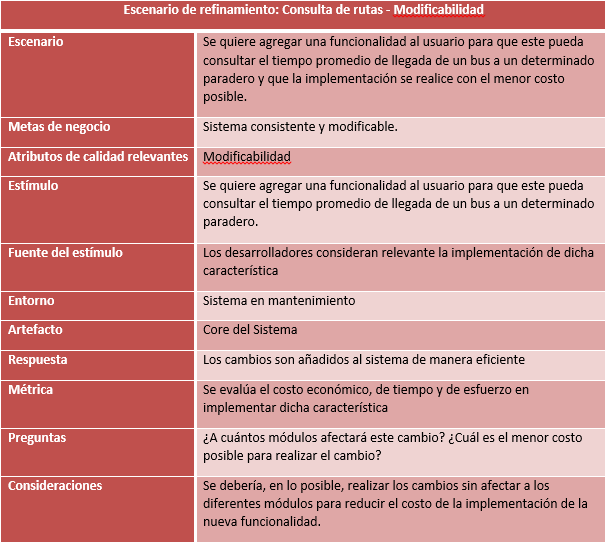 Escenario de refinamiento: Consulta de rutas - Modificabilidad
Escenario
Se quiere agregar una funcionalidad al usuario para que este pueda
consultar el tiempo promedio de llegada de un bus a un determinado
paradero y que la implementación se realice con el menor costo
posible.
Metas de negocio
Sistema consistente y modificable.
Atributos de calidad relevantes
Modificabilidad
Estímulo
Se quiere agregar una funcionalidad al usuario para que este pueda
consultar el tiempo promedio de llegada de un bus a un determinado
paradero.
Fuente del estímulo
Los desarrolladores consideran relevante la implementación de dicha
característica
Entorno
Sistema en mantenimiento
Artefacto
Core del Sistema
Respuesta
Los cambios son añadidos al sistema de manera eficiente
Métrica
Se evalúa el costo económico, de tiempo y de esfuerzo en
implementar dicha característica
Preguntas
¿A cuántos módulos afectará este cambio? ¿Cuál es el menor costo
posible para realizar el cambio?
Consideraciones
Se debería, en lo posible, realizar los cambios sin afectar a los
diferentes módulos para reducir el costo de la implementación de la
nueva funcionalidad.